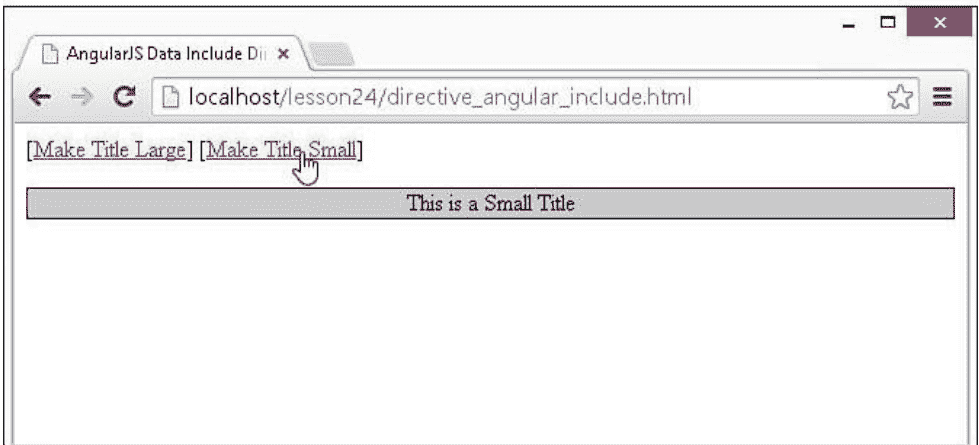 AngularJS Data Include Di
localhost/lesson24/directive_angular_include.html
[Make Title Large] [Make Title Small]
This is a Small Title